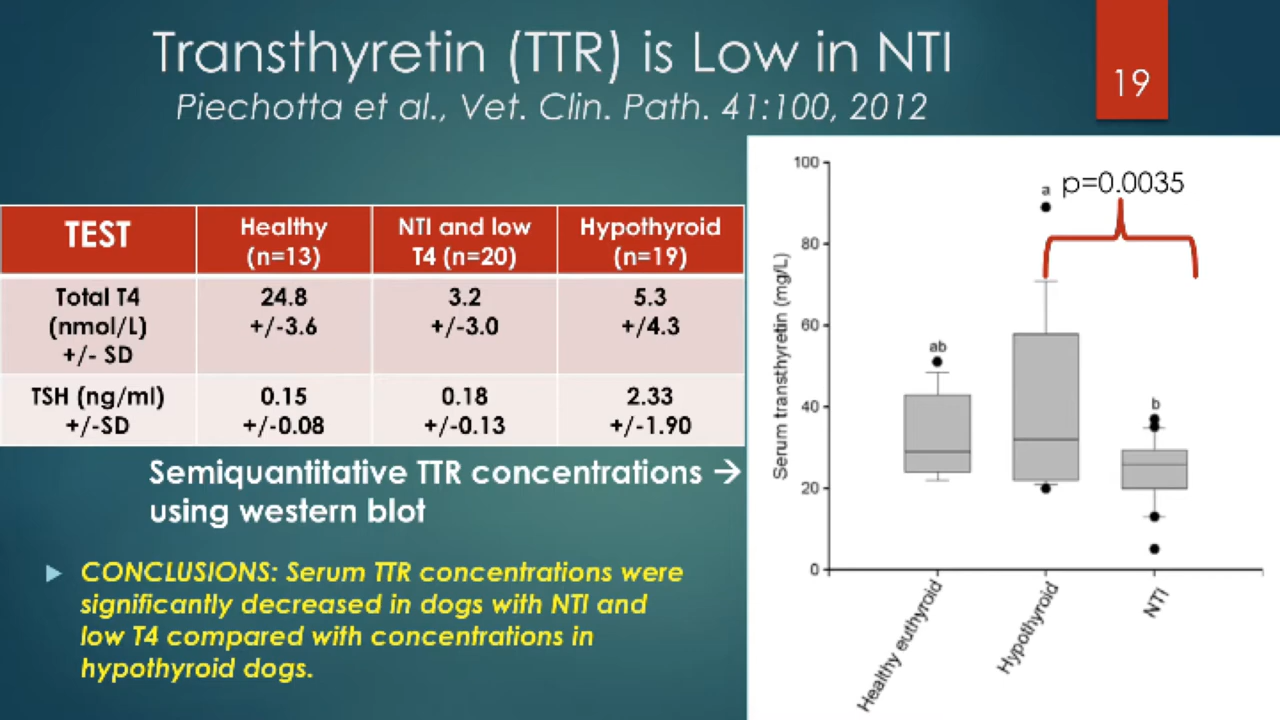 Transthyretin (TTR) is Low in NTI
Piechotta et al., Vet. Clin. Path. 41:100, 2012
19
TEST
Healthy
(n=13)
NTI and low
T4 (n=20)
Hypothyroid
(n=19)
Total T4
(nmol/L)
+/- SD
24.8
+/-3.6
3.2
+/-3.0
5.3
+/4.3
TSH (ng/ml)
+/-SD
0.15
+/-0.08
0.18
+/-0.13
2.33
+/-1.90
Semiquantitative TTR concentrations →
using western blot
CONCLUSIONS: Serum TTR concentrations were
significantly decreased in dogs with NTI and
low T4 compared with concentrations in
hypothyroid dogs.
p=0.0035
Serum transthyretin (mg/L)
100
80
60
40
20
0
ab
a
b
Healthy euthyroid
Hypothyroid
NTI